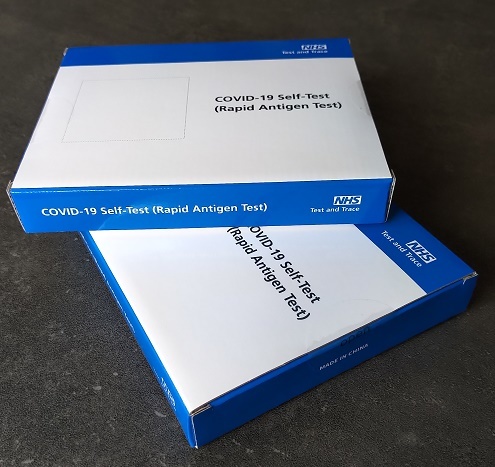 NHS
Test and Trace
COVID-19 Self-Test
(Rapid Antigen Test)
COVID-19 Self-Test (Rapid Antigen Test)
NHS
Test and Trace
NHS
Test and Trace
OVID-19 Self-Test
(Rapid Antigen Test)
MADE IN CHINA